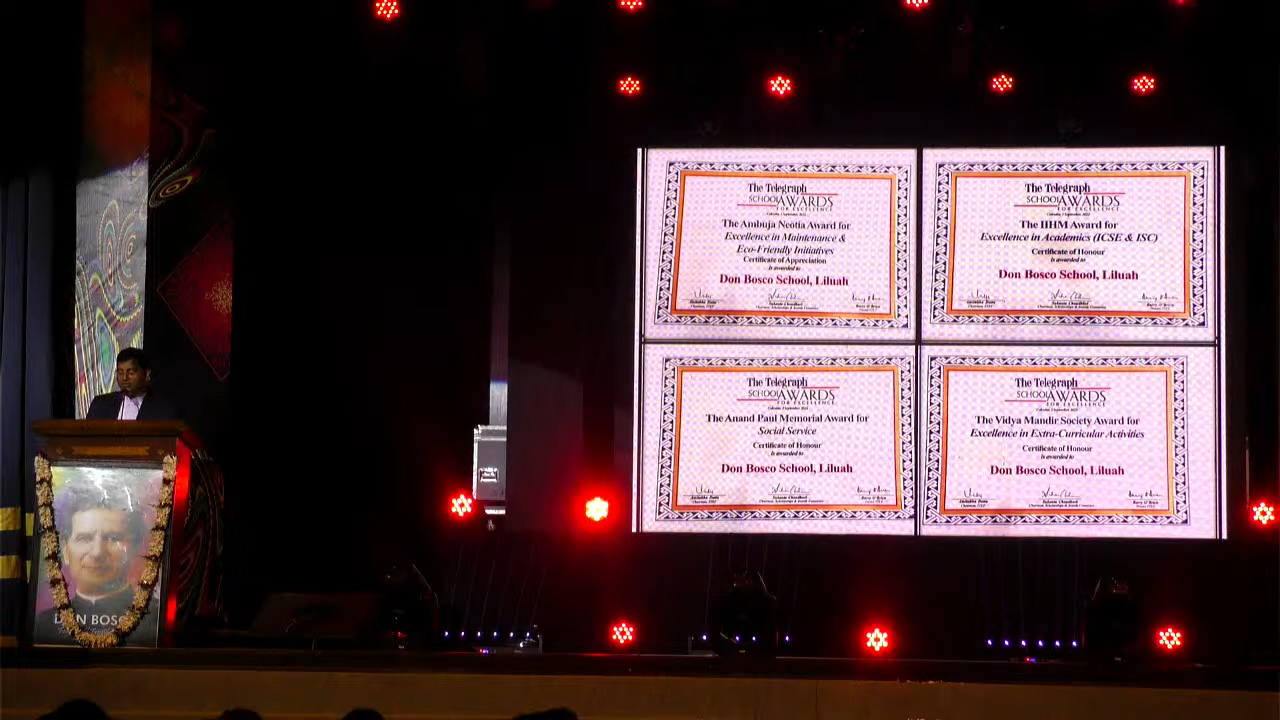 The Telegraph
SCHOOL AWARDS
FOR EXCELLENCE
The Ambuja Neotia Award for
Excellence in Maintenance &
Eco-Friendly Initiatives
Certificate of Appreciation
is awarded to
Don Bosco School, Liluah
The Telegraph
SCHOOL AWARDS
FOR EXCELLENCE
The IIHM Award for
Excellence in Academics (ICSE & ISC)
Certificate of Honour
is awarded to
Don Bosco School, Liluah
The Telegraph
SCHOOL AWARDS
FOR EXCELLENCE
The Anand Paul Memorial Award for
Social Service
Certificate of Honour
is awarded to
Don Bosco School, Liluah
The Telegraph
SCHOOL AWARDS
FOR EXCELLENCE
The Vidya Mandir Society Award for
Excellence in Extra-Curricular Activities
Certificate of Honour
is awarded to
Don Bosco School, Liluah